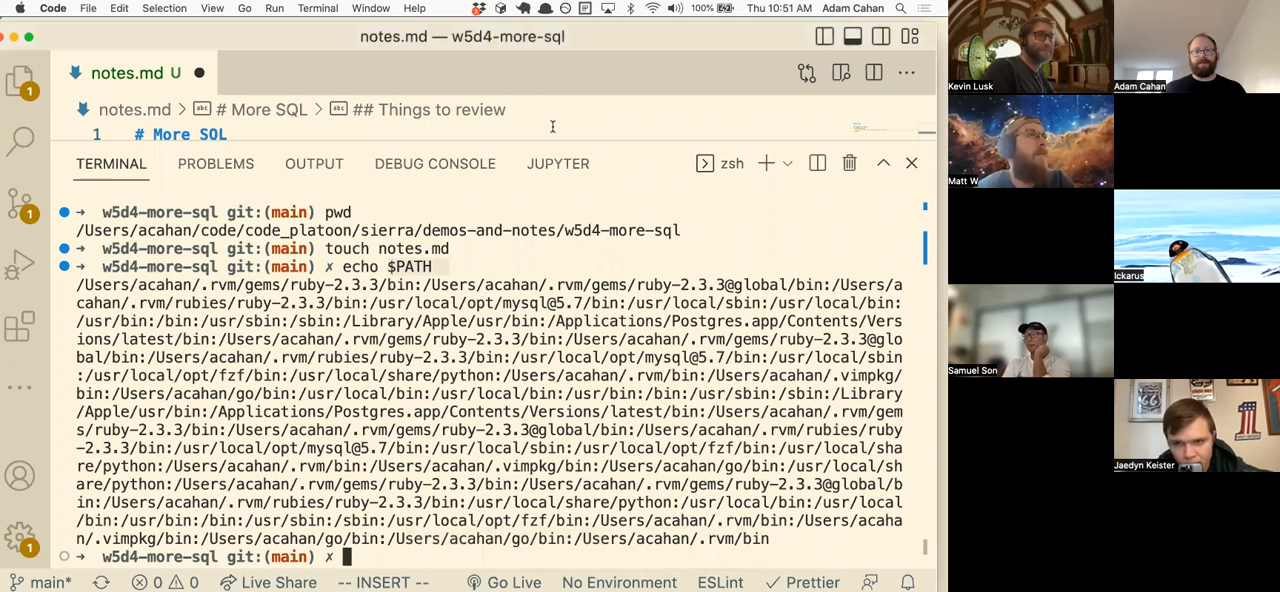 Code File Edit Selection View Go Run Terminal Window Help 100% Thu 10:51 AM Adam Cahan
notes.md — w5d4-more-sql
notes.md U
notes.md > # More SQL > ## Things to review
1 # More SQL
TERMINAL PROBLEMS OUTPUT DEBUG CONSOLE JUPYTER zsh
→ w5d4-more-sql git:(main) pwd
/Users/acahan/code/code_platoon/sierra/demos-and-notes/w5d4-more-sql
→ w5d4-more-sql git:(main) touch notes.md
→ w5d4-more-sql git:(main) ✗ echo $PATH
/Users/acahan/.rvm/gems/ruby-2.3.3/bin:/Users/acahan/.rvm/gems/ruby-2.3.3@global/bin:/Users/a
cahan/.rvm/rubies/ruby-2.3.3/bin:/usr/local/opt/mysql@5.7/bin:/usr/local/sbin:/usr/local/bin:
/usr/bin:/bin:/usr/sbin:/sbin:/Library/Apple/usr/bin:/Applications/Postgres.app/Contents/Vers
ions/latest/bin:/Users/acahan/.rvm/gems/ruby-2.3.3/bin:/Users/acahan/.rvm/gems/ruby-2.3.3@glo
bal/bin:/Users/acahan/.rvm/rubies/ruby-2.3.3/bin:/usr/local/opt/mysql@5.7/bin:/usr/local/sbin
:/usr/local/opt/fzf/bin:/usr/local/share/python:/Users/acahan/.rvm/bin:/Users/acahan/.vimpkg/
bin:/Users/acahan/go/bin:/usr/local/bin:/usr/local/bin:/usr/bin:/bin:/usr/sbin:/sbin:/Library
/Apple/usr/bin:/Applications/Postgres.app/Contents/Versions/latest/bin:/Users/acahan/.rvm/gem
s/ruby-2.3.3/bin:/Users/acahan/.rvm/gems/ruby-2.3.3@global/bin:/Users/acahan/.rvm/rubies/ruby
-2.3.3/bin:/usr/local/opt/mysql@5.7/bin:/usr/local/sbin:/usr/local/opt/fzf/bin:/usr/local/sha
re/python:/Users/acahan/.rvm/bin:/Users/acahan/.vimpkg/bin:/Users/acahan/go/bin:/usr/local/sh
are/python:/Users/acahan/.rvm/gems/ruby-2.3.3/bin:/Users/acahan/.rvm/gems/ruby-2.3.3@global/b
in:/Users/acahan/.rvm/rubies/ruby-2.3.3/bin:/usr/local/share/python:/usr/local/bin:/usr/local
/bin:/usr/bin:/bin:/usr/sbin:/sbin:/usr/local/opt/fzf/bin:/Users/acahan/.rvm/bin:/Users/acaha
n/.vimpkg/bin:/Users/acahan/go/bin:/Users/acahan/go/bin:/Users/acahan/.rvm/bin
→ w5d4-more-sql git:(main) ✗
main* 0 0 Live Share -- INSERT -- Go Live No Environment ESLint Prettier
1
1
1
Kevin Lusk
Adam Cahan
Matt W
Ickarus
Samuel Son
Jaedyn Keister